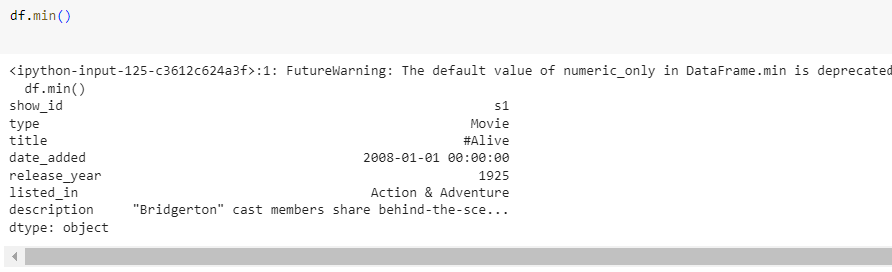 df.min()
<ipython-input-125-c3612c624a3f>:1: FutureWarning: The default value of numeric_only in DataFrame.min is deprecated
df.min()
show_id s1
type Movie
title #Alive
date_added 2008-01-01 00:00:00
release_year 1925
listed_in Action & Adventure
description "Bridgerton" cast members share behind-the-sce...
dtype: object